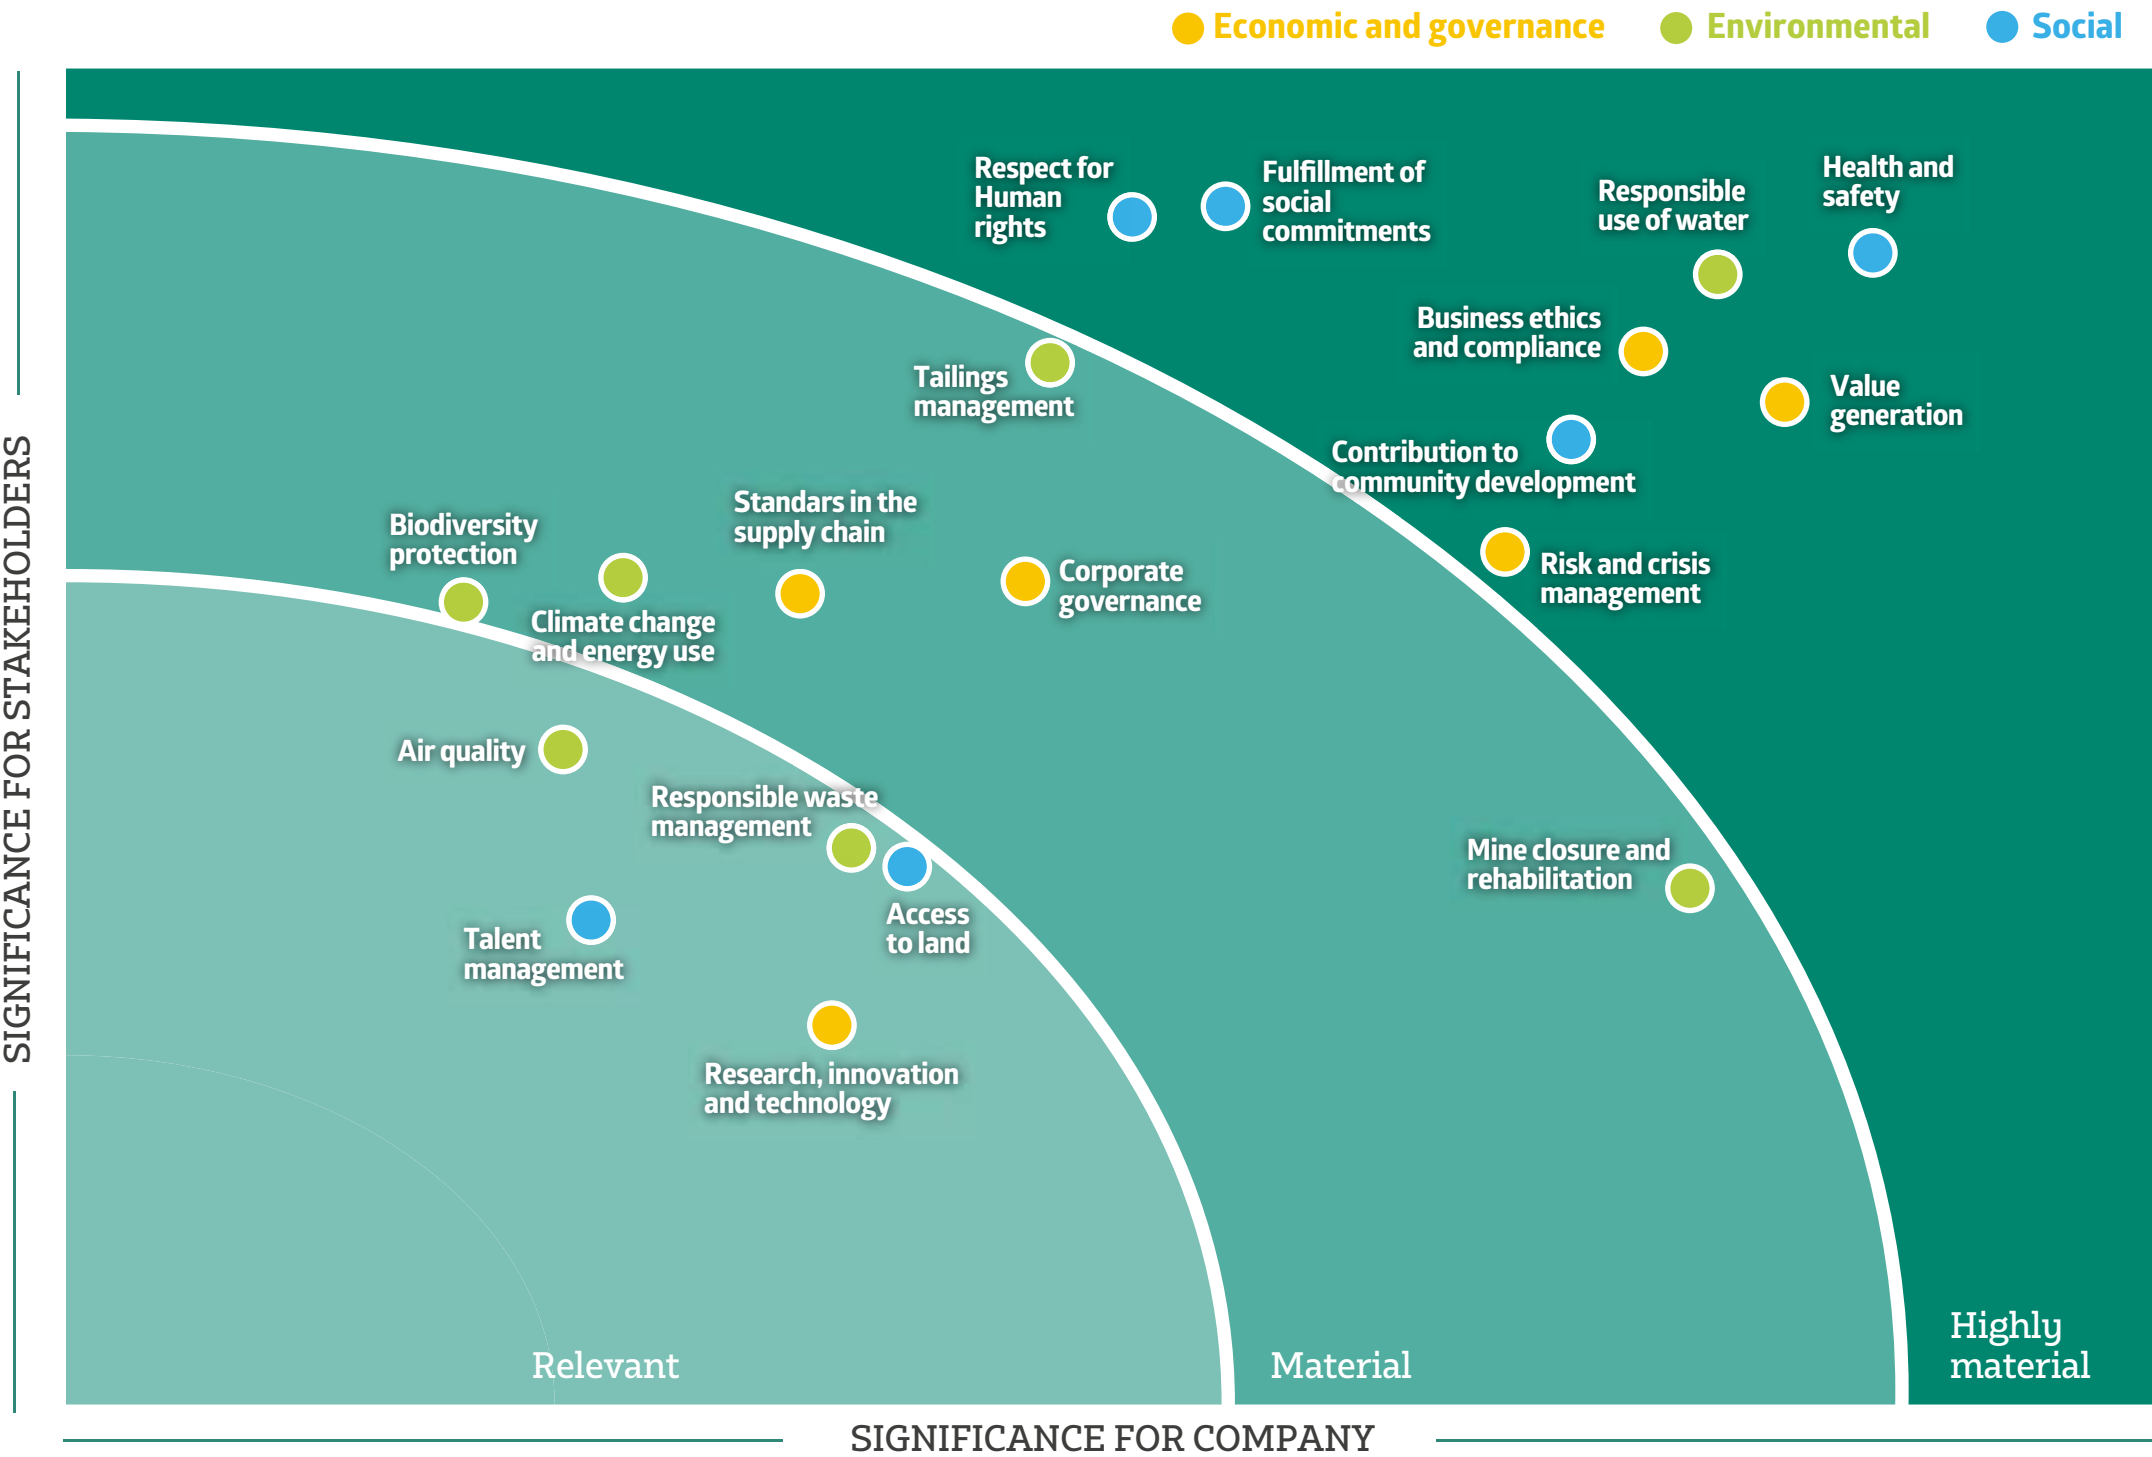 Economic and governance
Environmental
Social
SIGNIFICANCE FOR STAKEHOLDERS
Respect for
Human
rights
Fulfillment of
social
commitments
Responsible
use of water
Health and
safety
Business ethics
and compliance
Tailings
management
Value
generation
Contribution to
community development
Standars in the
supply chain
Biodiversity
protection
Corporate
governance
Risk and crisis
management
Climate change
and energy use
Air quality
Responsible waste
management
Mine closure and
rehabilitation
Access
to land
Talent
management
Research, innovation
and technology
Relevant
Material
Highly
material
SIGNIFICANCE FOR COMPANY